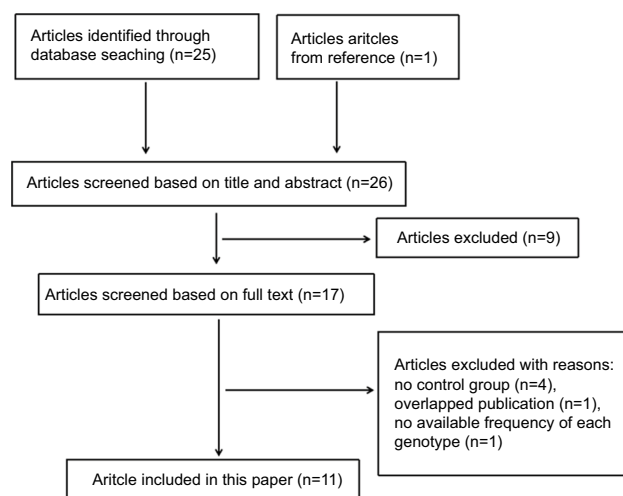 Articles identified through
database seaching (n=25)
Articles aritcles
from reference (n=1)
Articles screened based on title and abstract (n=26)
Articles excluded (n=9)
Articles screened based on full text (n=17)
Articles excluded with reasons:
no control group (n=4),
overlapped publication (n=1),
no available frequency of each
genotype (n=1)
Aritcle included in this paper (n=11)